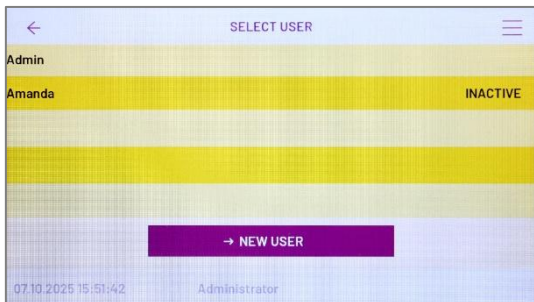 SELECT USER
Admin
Amanda INACTIVE
→ NEW USER
07.10.2025 15:51:42 Administrator